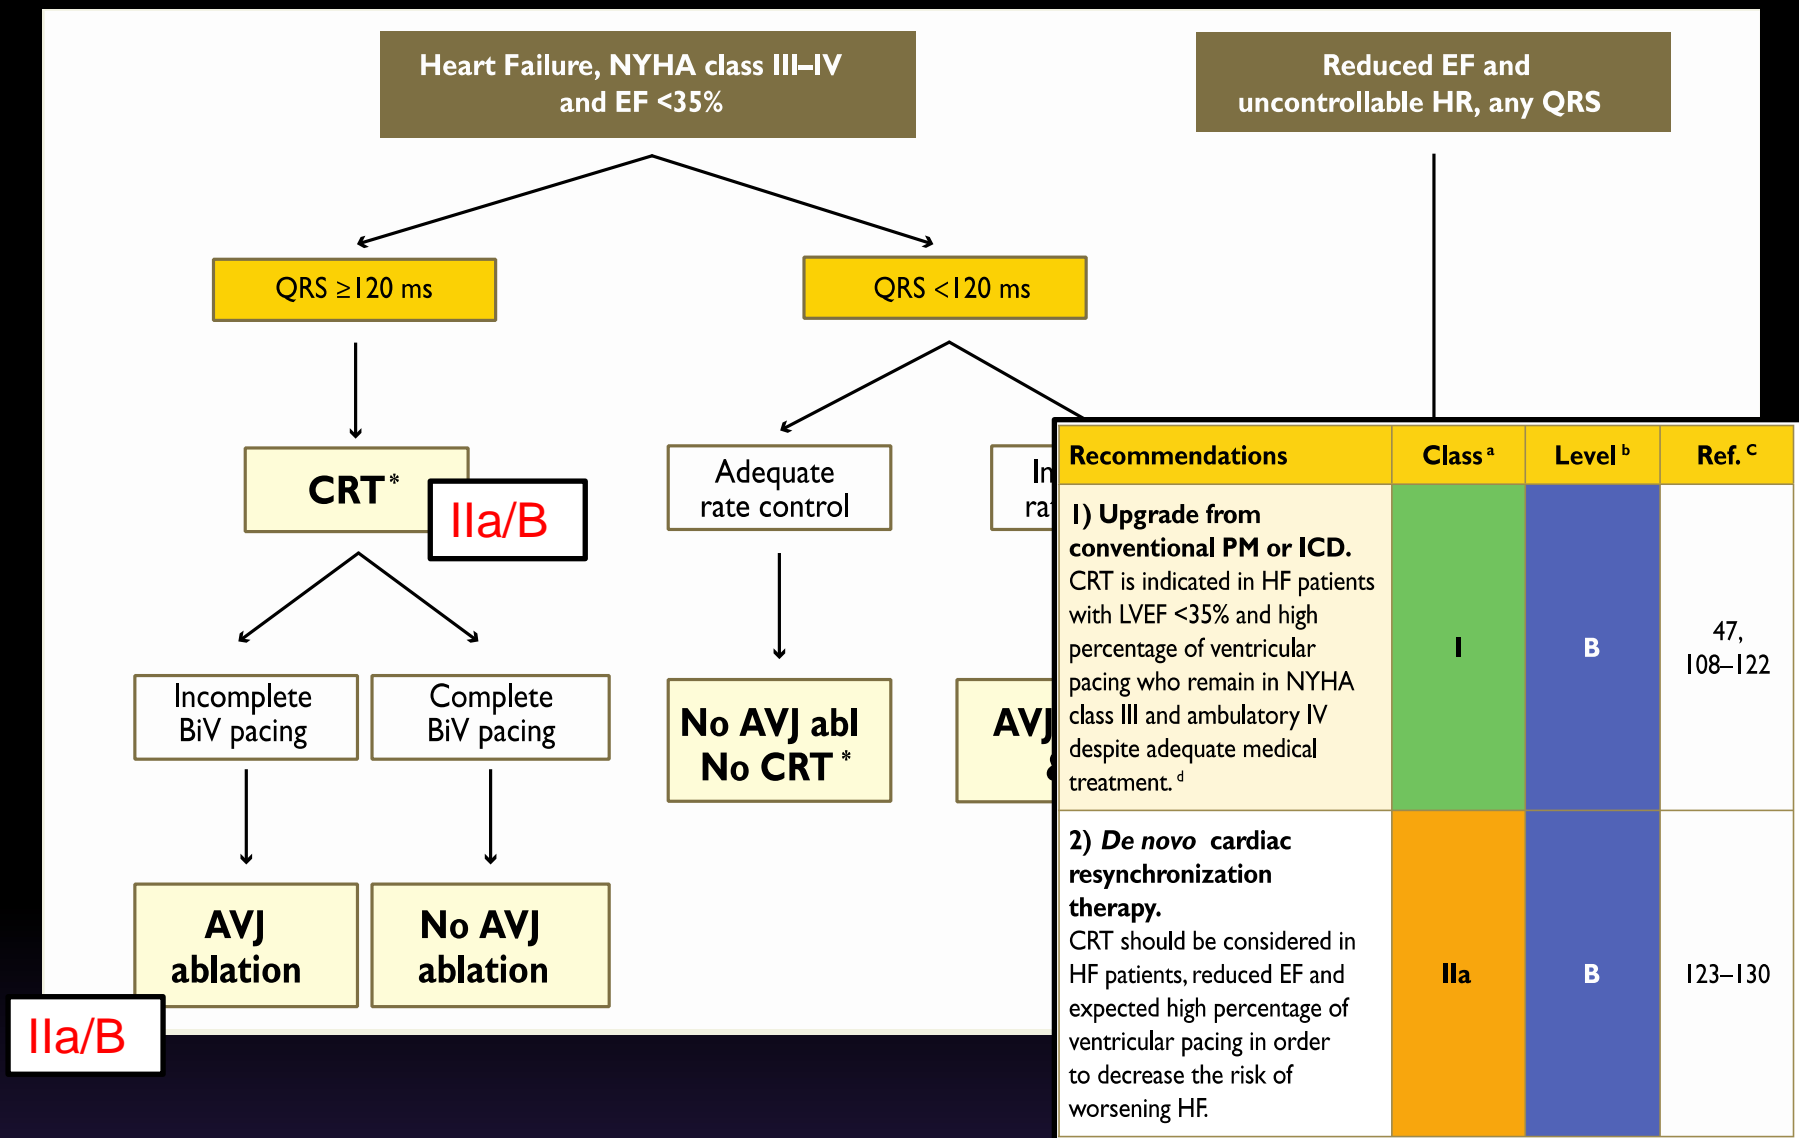 Heart Failure, NYHA class III–IV
and EF <35%
Reduced EF and
uncontrollable HR, any QRS
QRS ≥120 ms
QRS <120 ms
CRT*
IIa/B
Adequate
rate control
Incomplete
BiV pacing
Complete
BiV pacing
No AVJ abl
No CRT *
AVJ
AVJ
ablation
No AVJ
ablation
IIa/B
Recommendations
Class a
Level b
Ref. C
1) Upgrade from
conventional PM or ICD.
CRT is indicated in HF patients
with LVEF <35% and high
percentage of ventricular
pacing who remain in NYHA
class III and ambulatory IV
despite adequate medical
treatment. d
I
B
47,
108–122
2) De novo cardiac
resynchronization
therapy.
CRT should be considered in
HF patients, reduced EF and
expected high percentage of
ventricular pacing in order
to decrease the risk of
worsening HF.
IIa
B
123–130